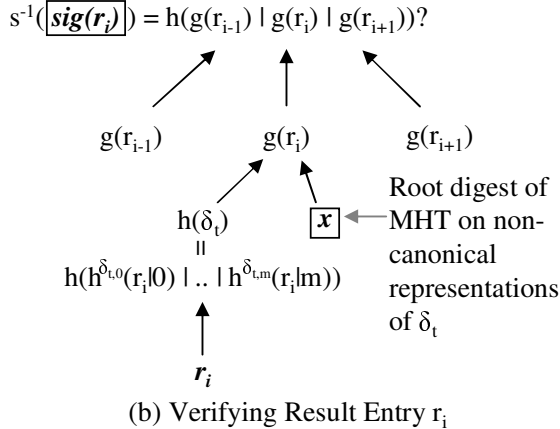 s⁻¹(sig(rᵢ)) = h(g(rᵢ₋₁) | g(rᵢ) | g(rᵢ₊₁))?
g(rᵢ₋₁) g(rᵢ) g(rᵢ₊₁)
h(δₜ) x
Root digest of
MHT on non-
canonical
representations
of δₜ
=
h(h^δₜ,₀(rᵢ|0) | .. | h^δₜ,ₘ(rᵢ|m))
rᵢ
(b) Verifying Result Entry rᵢ